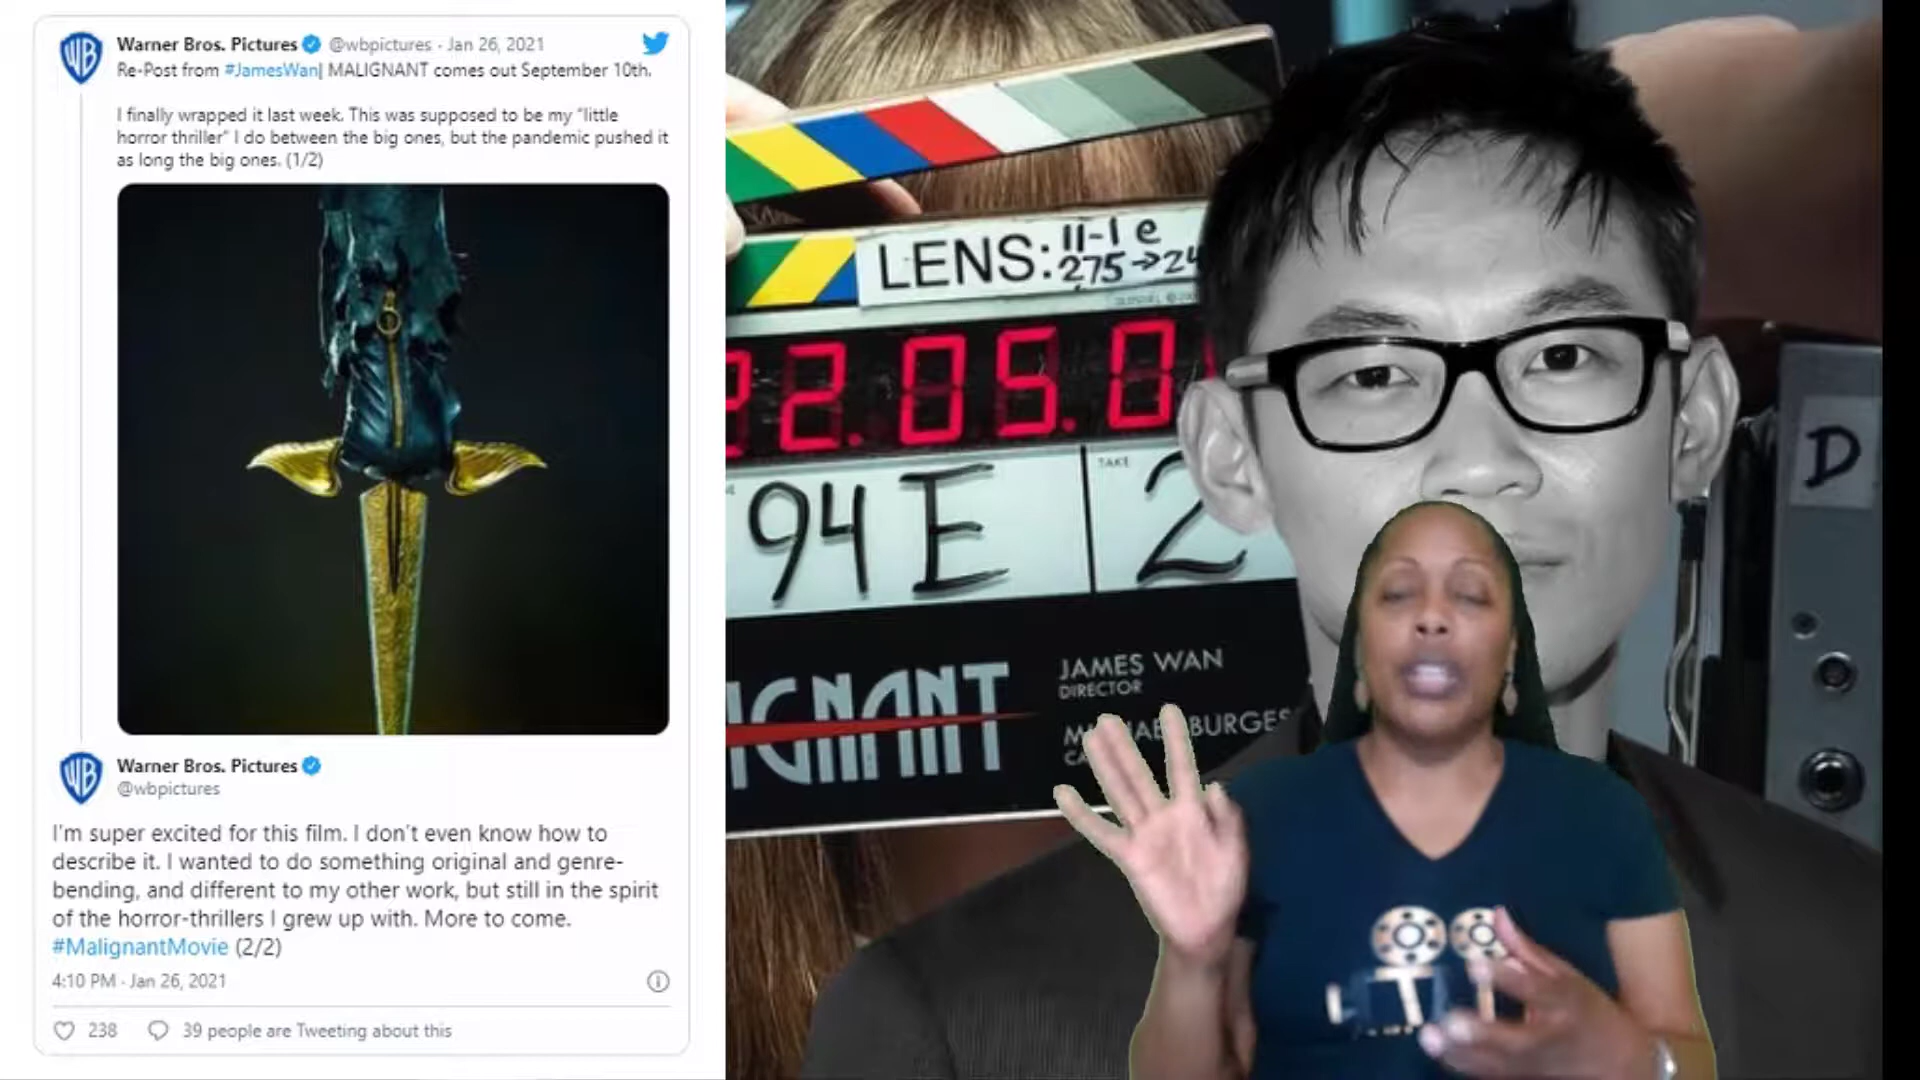 Warner Bros. Pictures @wbpictures · Jan 26, 2021
Re-Post from #JamesWan| MALIGNANT comes out September 10th.
I finally wrapped it last week. This was supposed to be my "little
horror thriller" I do between the big ones, but the pandemic pushed it
as long the big ones. (1/2)
Warner Bros. Pictures
@wbpictures
I'm super excited for this film. I don't even know how to
describe it. I wanted to do something original and genre-
bending, and different to my other work, but still in the spirit
of the horror-thrillers I grew up with. More to come.
#MalignantMovie (2/2)
4:10 PM · Jan 26, 2021
238 39 people are Tweeting about this
LENS: 11-1 e
275→24
2.05.0
94E
TAKE
2
IGNANT
JAMES WAN
DIRECTOR
BURGES
D